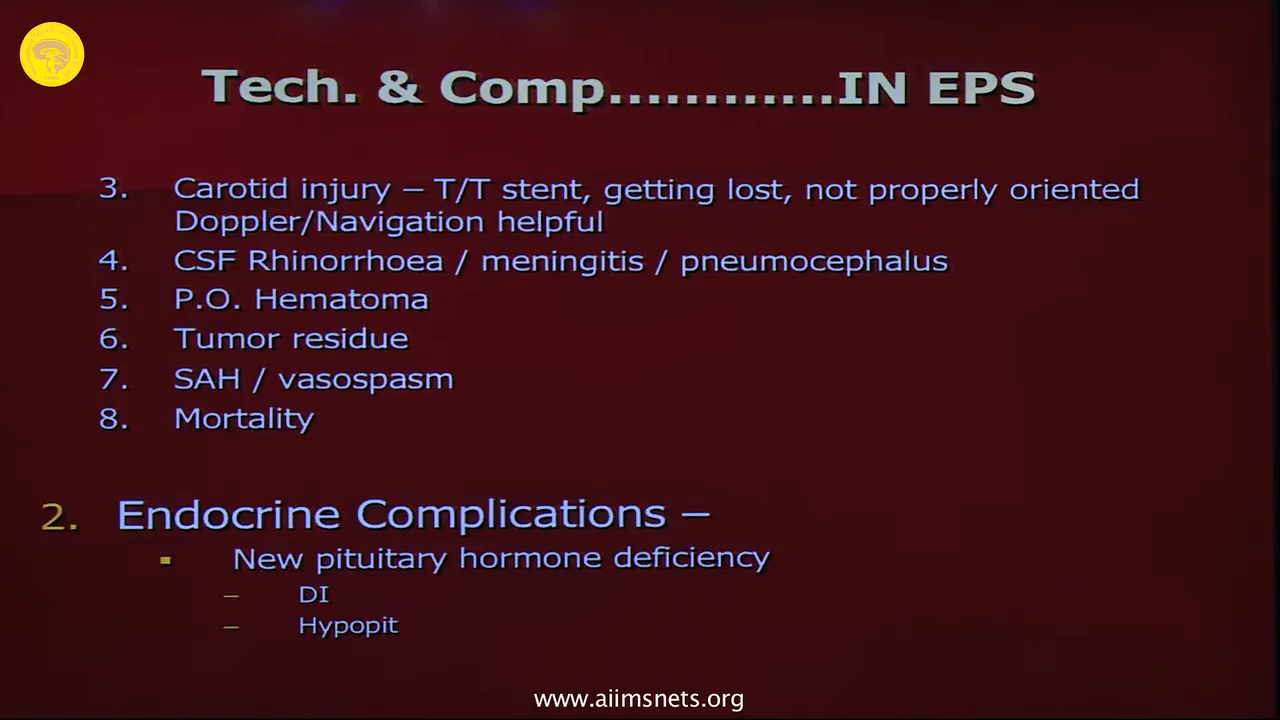 Tech. & Comp............IN EPS
3. Carotid injury – T/T stent, getting lost, not properly oriented
Doppler/Navigation helpful
4. CSF Rhinorrhoea / meningitis / pneumocephalus
5. P.O. Hematoma
6. Tumor residue
7. SAH / vasospasm
8. Mortality
2. Endocrine Complications –
▪ New pituitary hormone deficiency
– DI
– Hypopit
www.aiimsnets.org